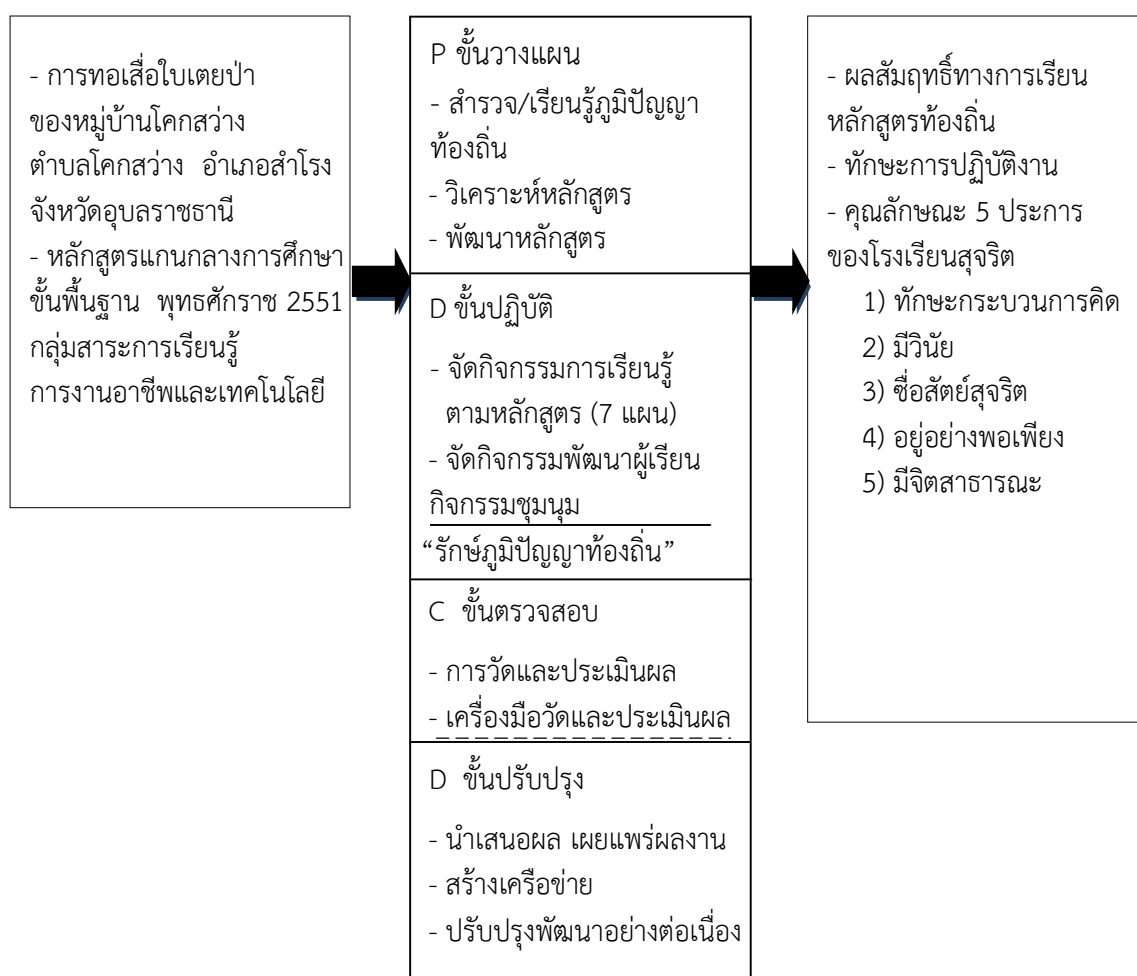 - การทอเสื่อใบเตยป่า
ของหมู่บ้านโคกสว่าง
ตำบลโคกสว่าง อำเภอสำโรง
จังหวัดอุบลราชธานี
- หลักสูตรแกนกลางการศึกษา
ขั้นพื้นฐาน พุทธศักราช 2551
กลุ่มสาระการเรียนรู้
การงานอาชีพและเทคโนโลยี
P ขั้นวางแผน
- สำรวจ/เรียนรู้ภูมิปัญญา
ท้องถิ่น
- วิเคราะห์หลักสูตร
- พัฒนาหลักสูตร
D ขั้นปฏิบัติ
- จัดกิจกรรมการเรียนรู้
ตามหลักสูตร (7 แผน)
- จัดกิจกรรมพัฒนาผู้เรียน
กิจกรรมชุมนุม
“รักษ์ภูมิปัญญาท้องถิ่น”
C ขั้นตรวจสอบ
- การวัดและประเมินผล
- เครื่องมือวัดและประเมินผล
D ขั้นปรับปรุง
- นำเสนอผล เผยแพร่ผลงาน
- สร้างเครือข่าย
- ปรับปรุงพัฒนาอย่างต่อเนื่อง
- ผลสัมฤทธิ์ทางการเรียน
หลักสูตรท้องถิ่น
- ทักษะการปฏิบัติงาน
- คุณลักษณะ 5 ประการ
ของโรงเรียนสุจริต
1) ทักษะกระบวนการคิด
2) มีวินัย
3) ซื่อสัตย์สุจริต
4) อยู่อย่างพอเพียง
5) มีจิตสาธารณะ